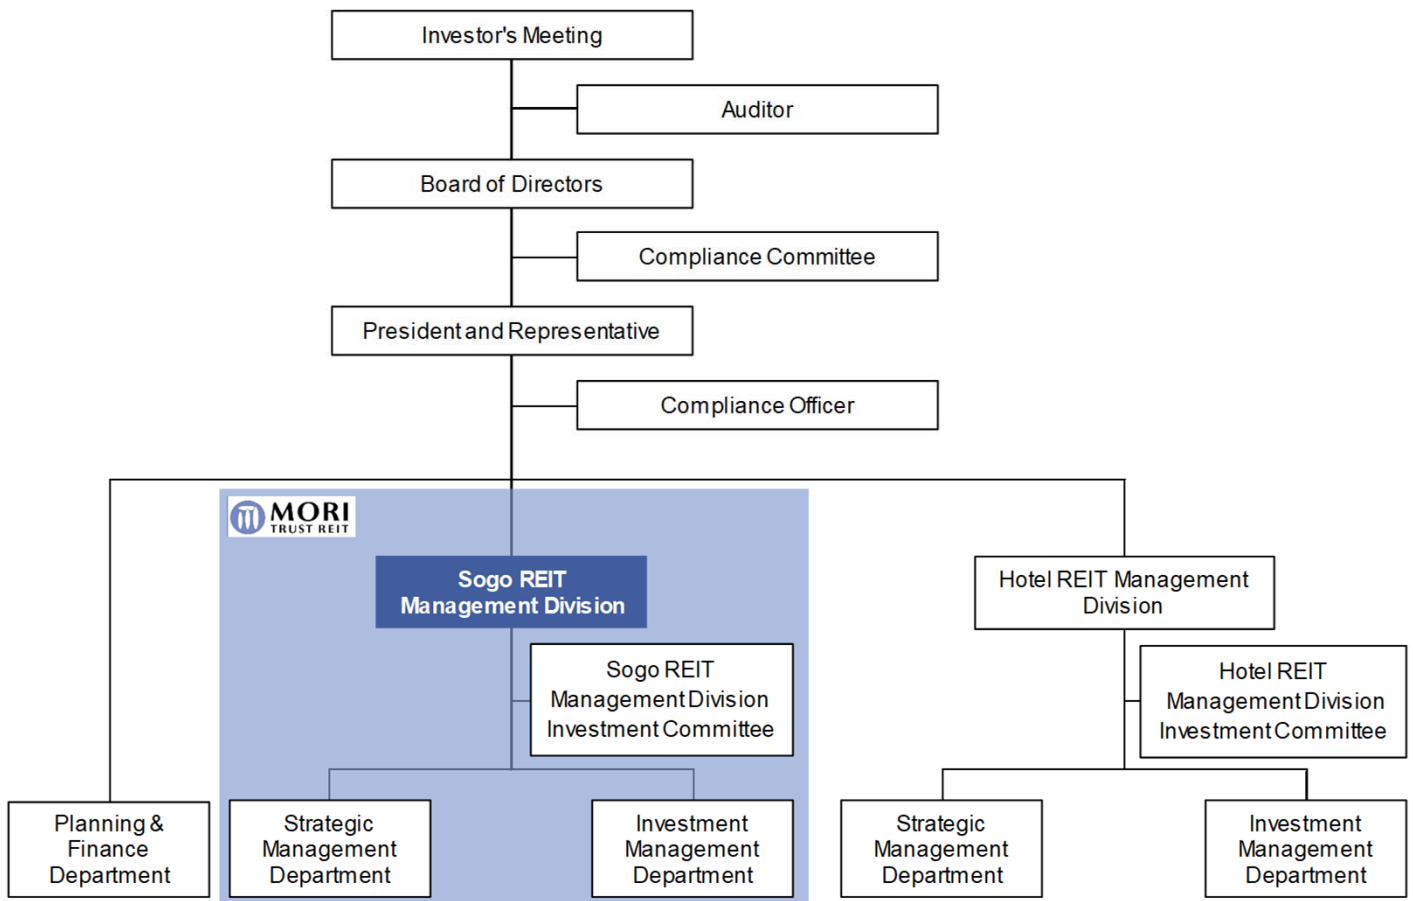 Investor's Meeting
Auditor
Board of Directors
Compliance Committee
President and Representative
Compliance Officer
MORI
TRUST REIT
Sogo REIT
Management Division
Hotel REIT Management
Division
Sogo REIT
Management Division
Investment Committee
Hotel REIT
Management Division
Investment Committee
Planning &
Finance
Department
Strategic
Management
Department
Investment
Management
Department
Strategic
Management
Department
Investment
Management
Department